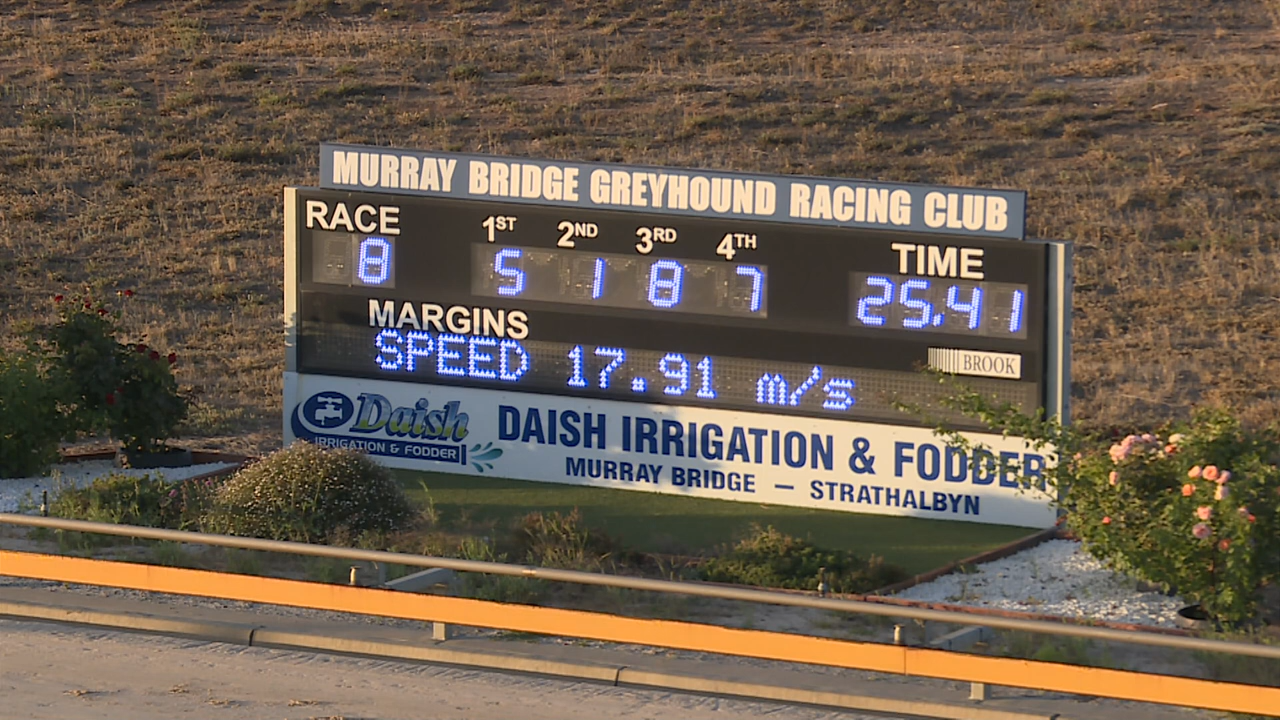 MURRAY BRIDGE GREYHOUND RACING CLUB
RACE 1ST 2ND 3RD 4TH TIME
8 5 1 8 7 25.41
MARGINS
SPEED 17.91 m/s
BROOK
Daish
IRRIGATION & FODDER
DAISH IRRIGATION & FODDER
MURRAY BRIDGE — STRATHALBYN